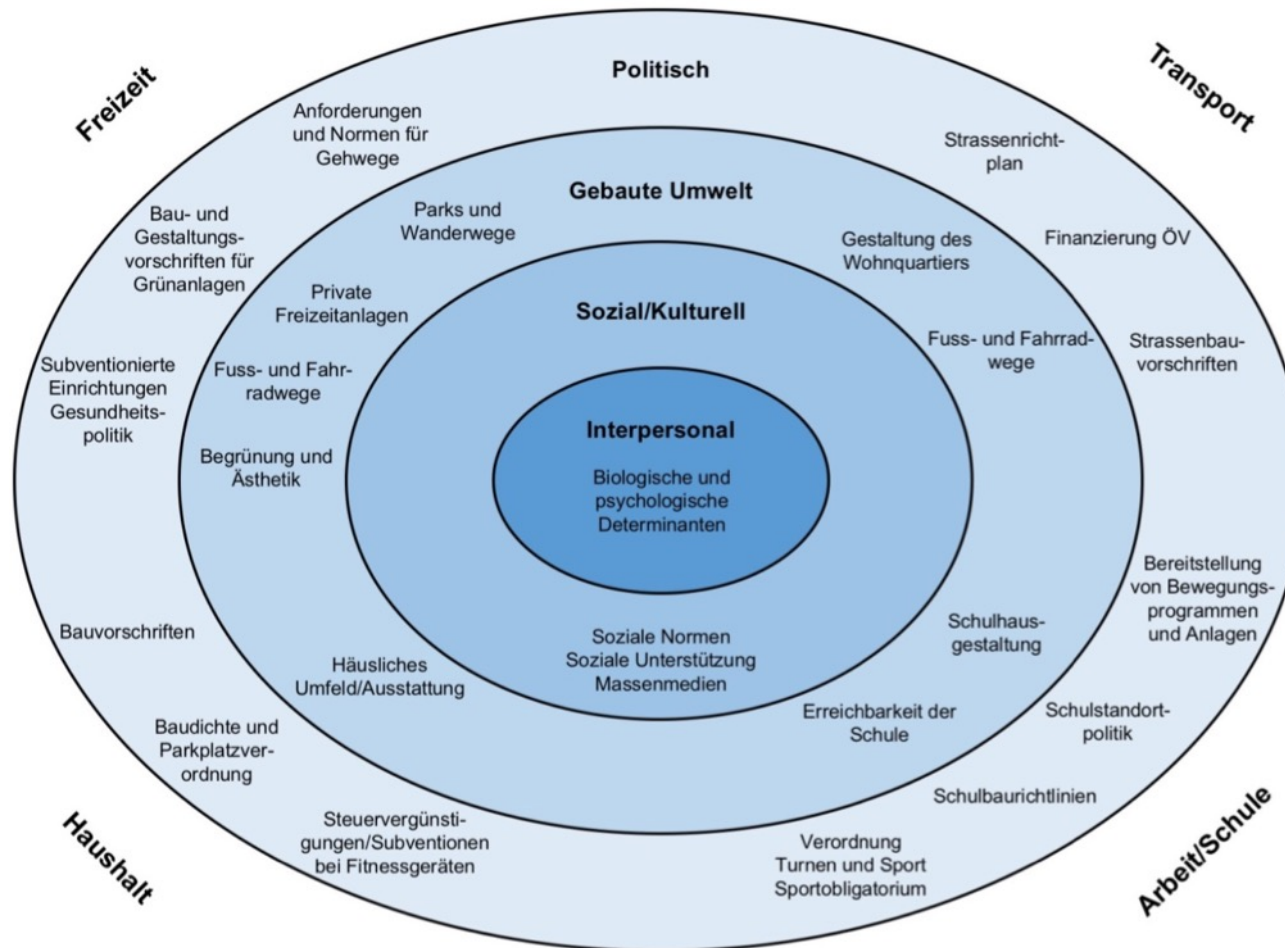 Freizeit
Transport
Politisch
Anforderungen
und Normen für
Gehwege
Strassenricht-
plan
Gebaute Umwelt
Parks und
Wanderwege
Bau- und
Gestaltungs-
vorschriften für
Grünanlagen
Gestaltung des
Wohnquartiers
Finanzierung ÖV
Private
Freizeitanlagen
Sozial/Kulturell
Subventionierte
Einrichtungen
Gesundheits-
politik
Fuss- und Fahr-
radwege
Fuss- und Fahrrad-
wege
Strassenbau-
vorschriften
Interpersonal
Biologische und
psychologische
Determinanten
Begrünung und
Ästhetik
Bereitstellung
von Bewegungs-
programmen
und Anlagen
Bauvorschriften
Häusliches
Umfeld/Ausstattung
Soziale Normen
Soziale Unterstützung
Massenmedien
Schulhaus-
gestaltung
Erreichbarkeit der
Schule
Schulstandort-
politik
Baudichte und
Parkplatzver-
ordnung
Schulbaurichtlinien
Steuervergünsti-
gungen/Subventionen
bei Fitnessgeräten
Verordnung
Turnen und Sport
Sportobligatorium
Haushalt
Arbeit/Schule